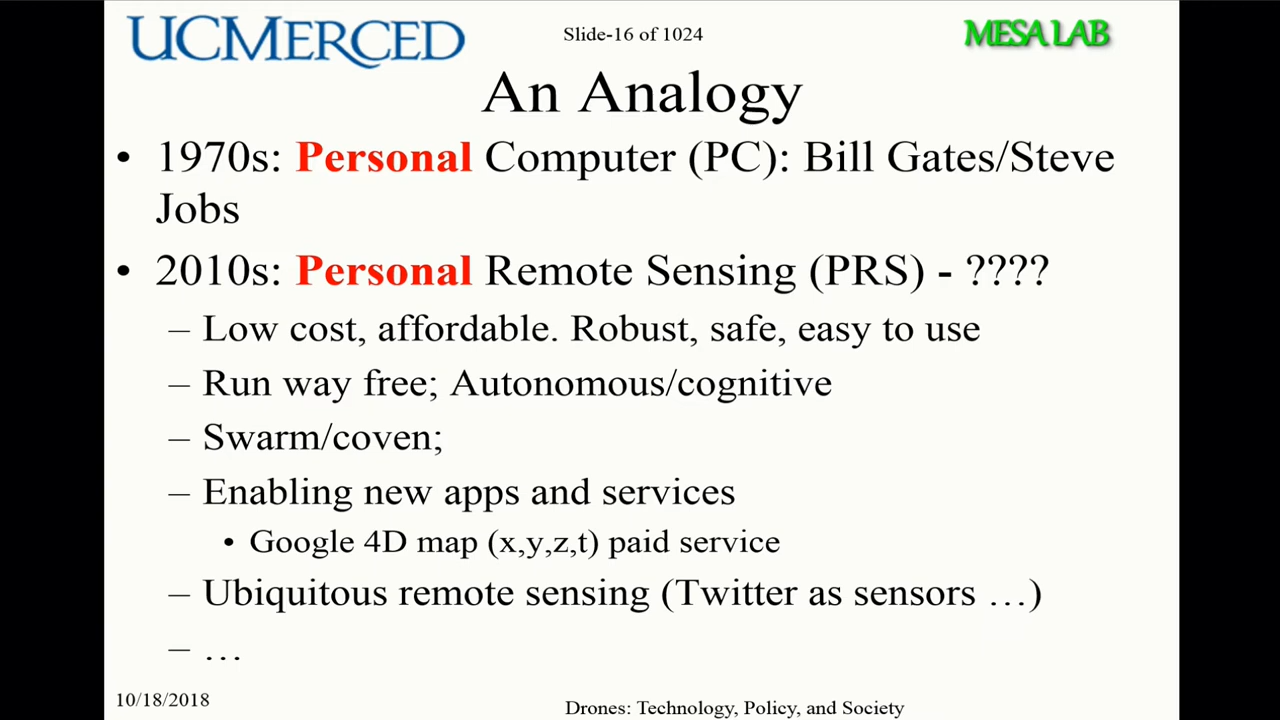 UCMERCED
Slide-16 of 1024
MESA LAB
An Analogy
• 1970s: Personal Computer (PC): Bill Gates/Steve
Jobs
• 2010s: Personal Remote Sensing (PRS) - ????
– Low cost, affordable. Robust, safe, easy to use
– Run way free; Autonomous/cognitive
– Swarm/coven;
– Enabling new apps and services
• Google 4D map (x,y,z,t) paid service
– Ubiquitous remote sensing (Twitter as sensors …)
– …
10/18/2018
Drones: Technology, Policy, and Society